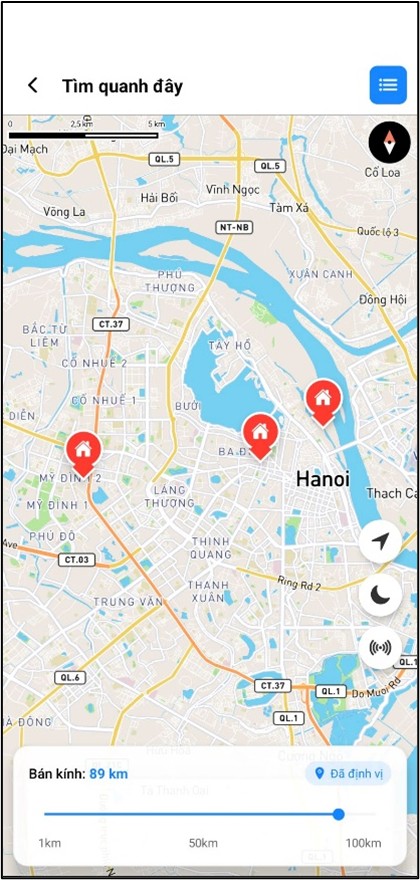 Tìm quanh đây
0 2,5 km 5 km
Đại Mạch
QL.5
QL.5
Cổ Loa
Hải Bối
Vĩnh Ngọc
Võng La
Tàm Xá
NT-NB
Quốc lộ 3
PHÚ
THƯỢNG
XUÂN CANH
Đông Hội
CT.37
BẮC TỪ
LIÊM
TÂY HỒ
CỔ NHUẾ 2
CỔ NHUẾ 1
BƯỞI
DIỄN
BA Đ
MỸ ĐÌNH 2
Hanoi
MỸ ĐÌNH 1
LÁNG
THƯỢNG
Thach Ca
PHÚ ĐÔ
Ave
THỊNH
QUANG
CT.03
THANH
XUÂN
Ring Rd 2
TRUNG VĂN
QL.1
QL.6
CT.37
QL.1
Do Muoi Rd
QL.1
HÀ ĐÔNG
Bán kính: 89 km
Đã định vị
1km 50km 100km